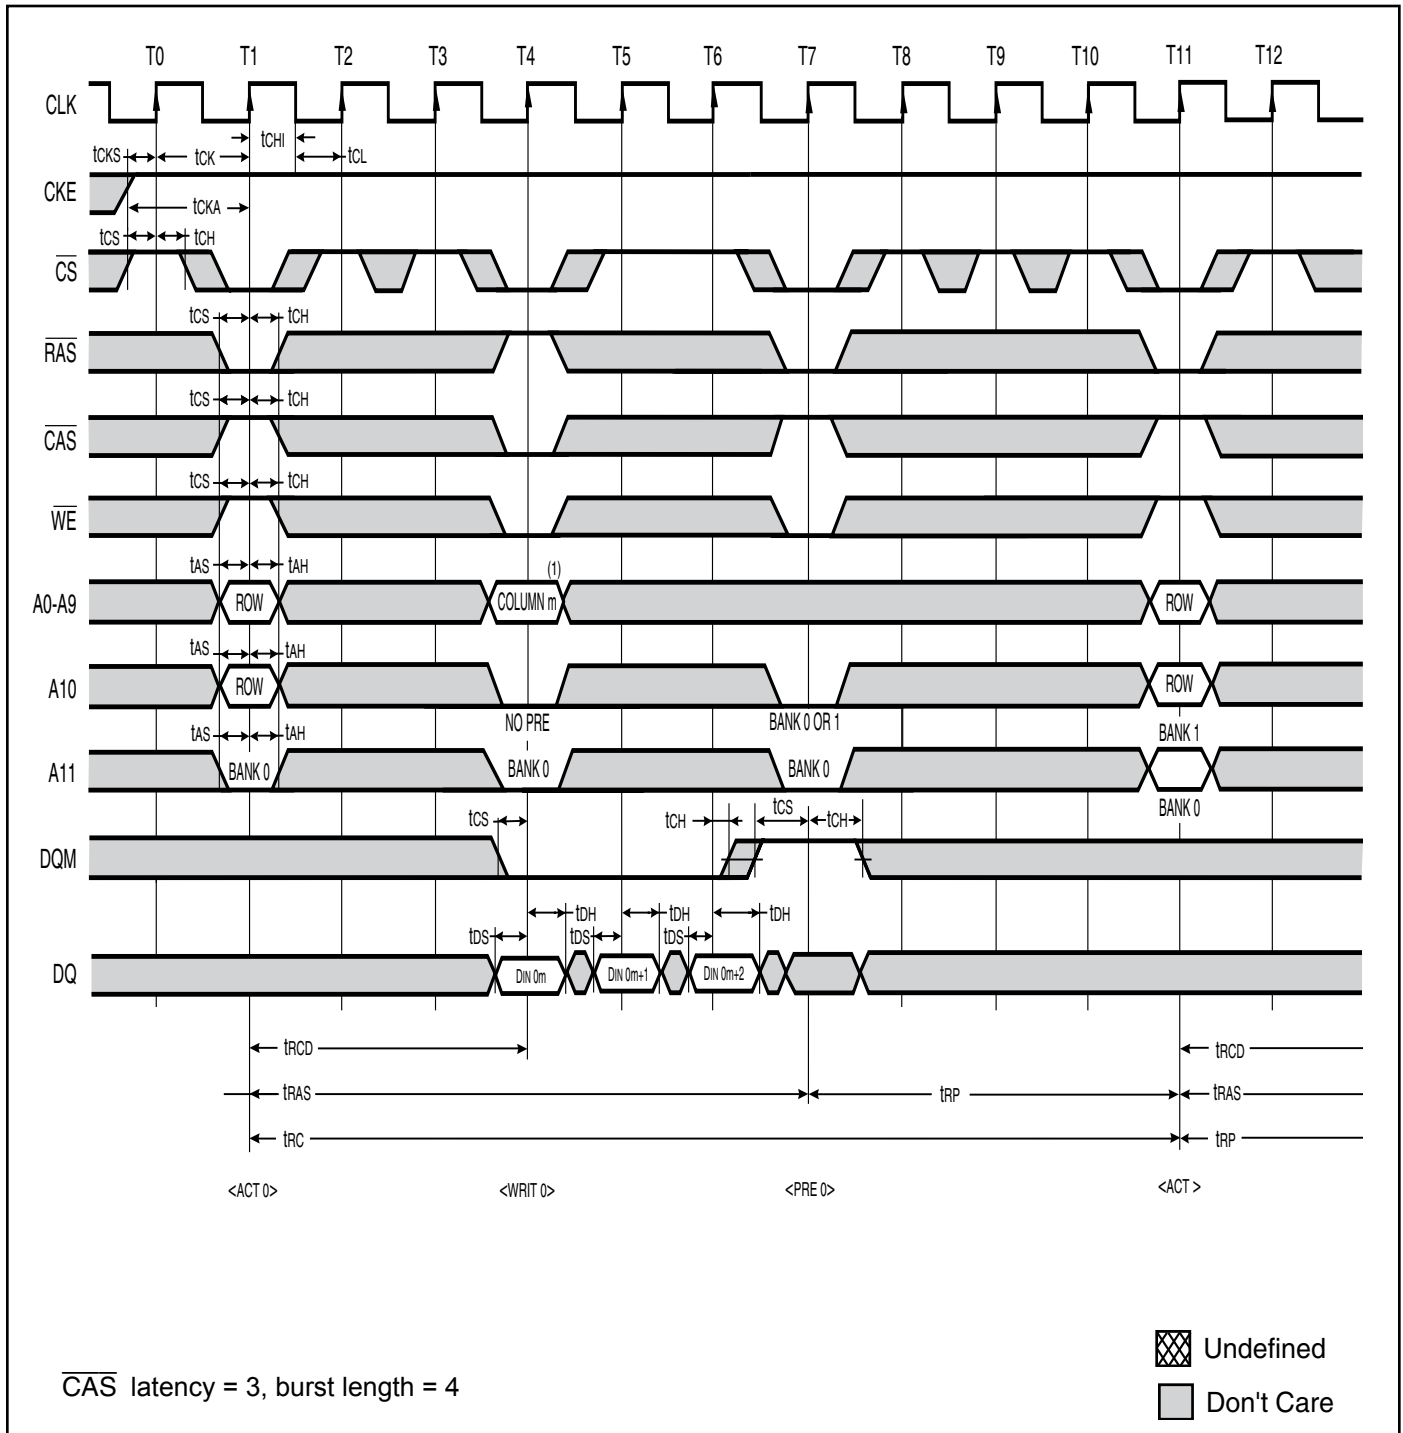 T0 T1 T2 T3 T4 T5 T6 T7 T8 T9 T10 T11 T12
CLK
tCHI
tCKS tCK tCL
CKE
tCKA
tCS tCH
CS
tCS tCH
RAS
tCS tCH
CAS
tCS tCH
WE
tAS tAH (1)
A0-A9 ROW COLUMN m ROW
tAS tAH
A10 ROW ROW
NO PRE BANK 0 OR 1 BANK 1
tAS tAH
A11 BANK 0 BANK 0 BANK 0
BANK 0
tCS tCH tCS tCH
DQM
tDH tDH tDH
tDS tDS tDS
DQ DIN 0m DIN 0m+1 DIN 0m+2
tRCD tRCD
tRAS tRP tRAS
tRC tRP
<ACT 0> <WRIT 0> <PRE 0> <ACT >
Undefined
CAS latency = 3, burst length = 4
Don't Care